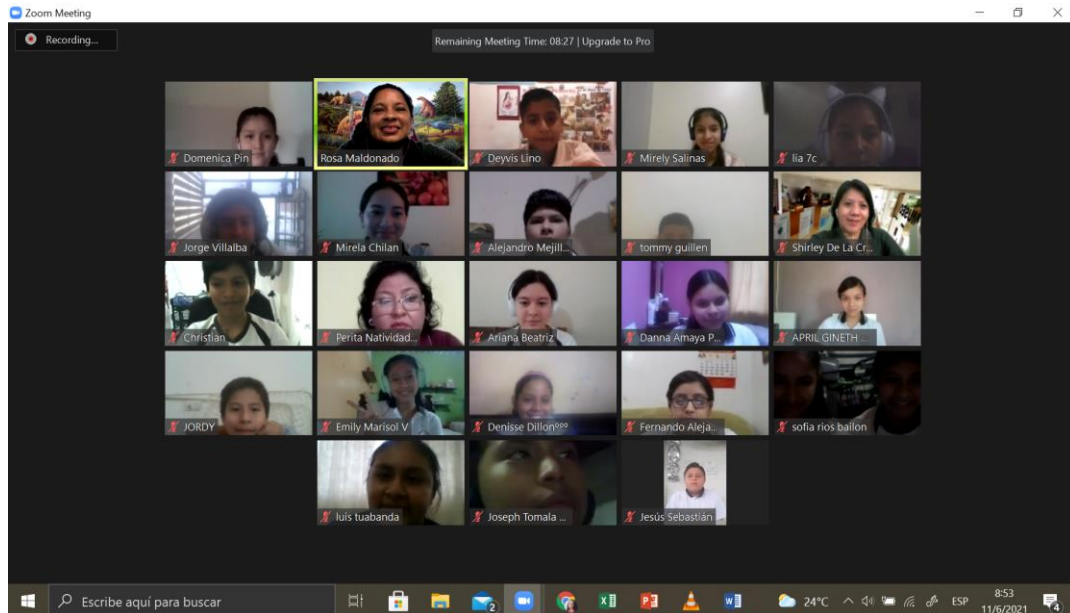 Zoom Meeting
Recording...
Remaining Meeting Time: 08:27 | Upgrade to Pro
Domenica Pin
Rosa Maldonado
Deyvis Lino
Mirely Salinas
lia 7c
Jorge Villalba
Mirela Chilan
Alejandro Mejill...
tommy guillen
Shirley De La Cr...
Christian
Perita Natividad...
Ariana Beatriz
Danna Amaya P...
APRIL GINETH ...
JORDY
Emily Marisol V
Denisse Dillonººº
Fernando Aleja...
sofia rios bailon
luis tuabanda
Joseph Tomala ...
Jesús Sebastián
Escribe aquí para buscar
2
24°C
ESP
8:53
11/6/2021
4